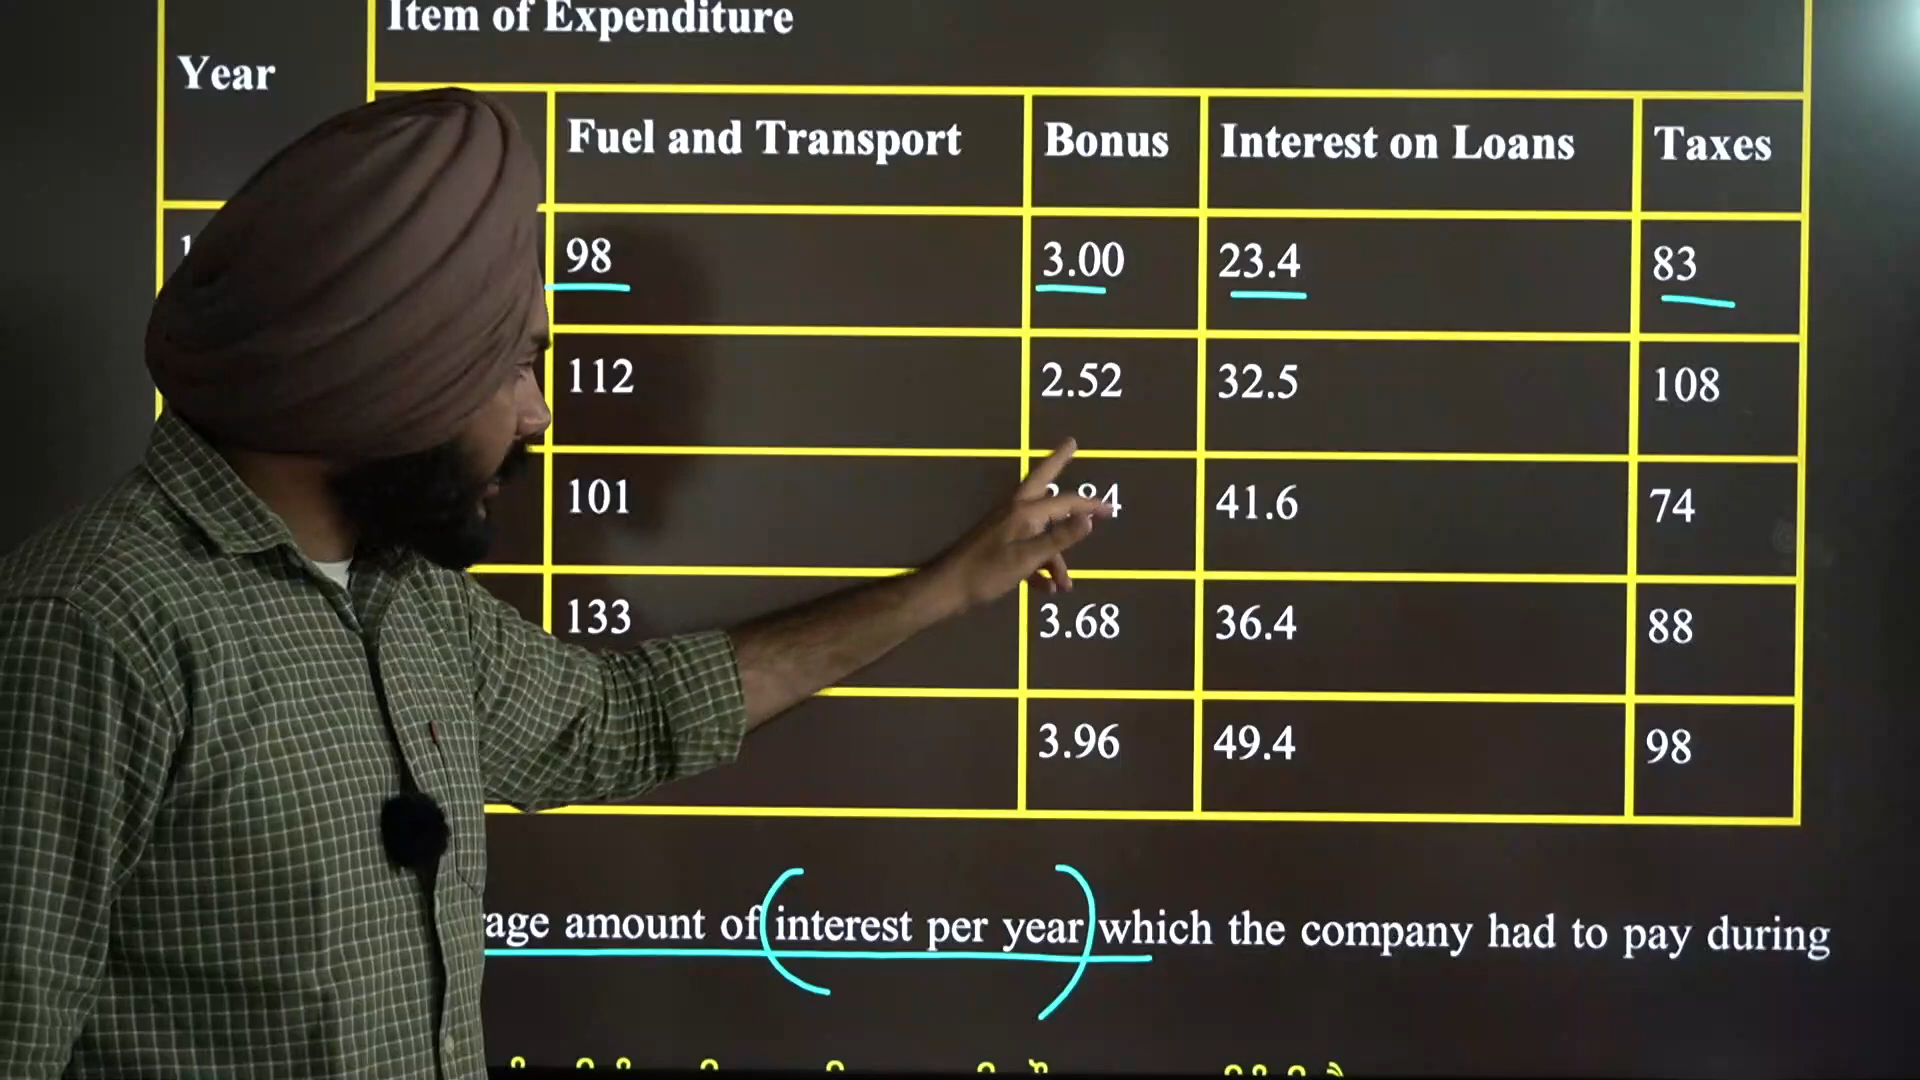 Item of Expenditure
Year
Fuel and Transport Bonus Interest on Loans Taxes
98 3.00 23.4 83
112 2.52 32.5 108
101 41.6 74
133 3.68 36.4 88
3.96 49.4 98
amount of interest per year which the company had to pay during